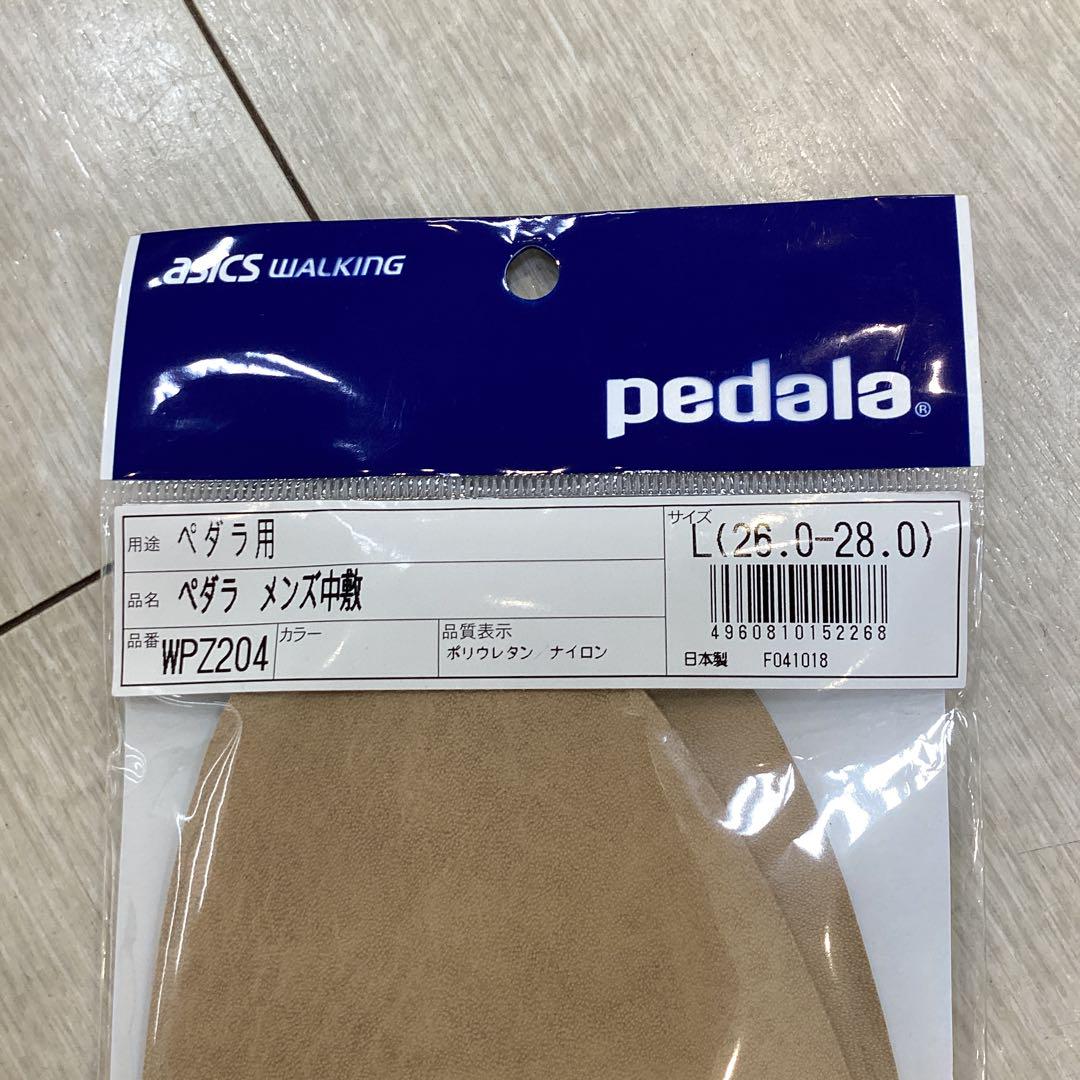 asics WALKING
pedala®
用途 ペダラ用
品名 ペダラ メンズ中敷
品番 WPZ204
カラー
品質表示
ポリウレタン／ナイロン
サイズ
L(26.0-28.0)
4960810152268
日本製 F041018